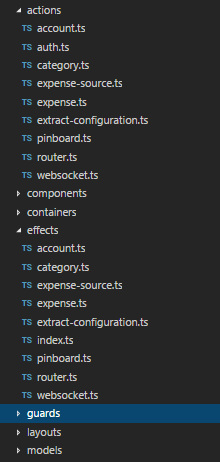 actions
TS account.ts
TS auth.ts
TS category.ts
TS expense-source.ts
TS expense.ts
TS extract-configuration.ts
TS pinboard.ts
TS router.ts
TS websocket.ts
components
containers
effects
TS account.ts
TS category.ts
TS expense-source.ts
TS expense.ts
TS extract-configuration.ts
TS index.ts
TS pinboard.ts
TS router.ts
TS websocket.ts
guards
layouts
models